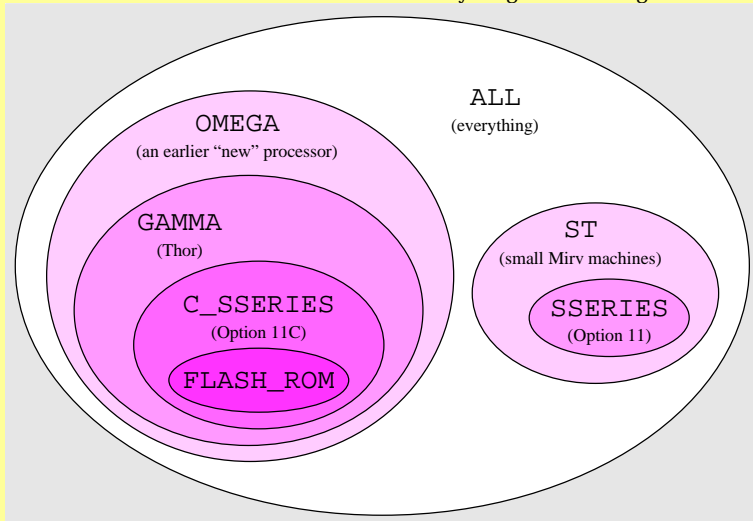 ALL
(everything)
OMEGA
(an earlier “new” processor)
GAMMA
(Thor)
C_SSERIES
(Option 11C)
FLASH_ROM
ST
(small Mirv machines)
SSERIES
(Option 11)